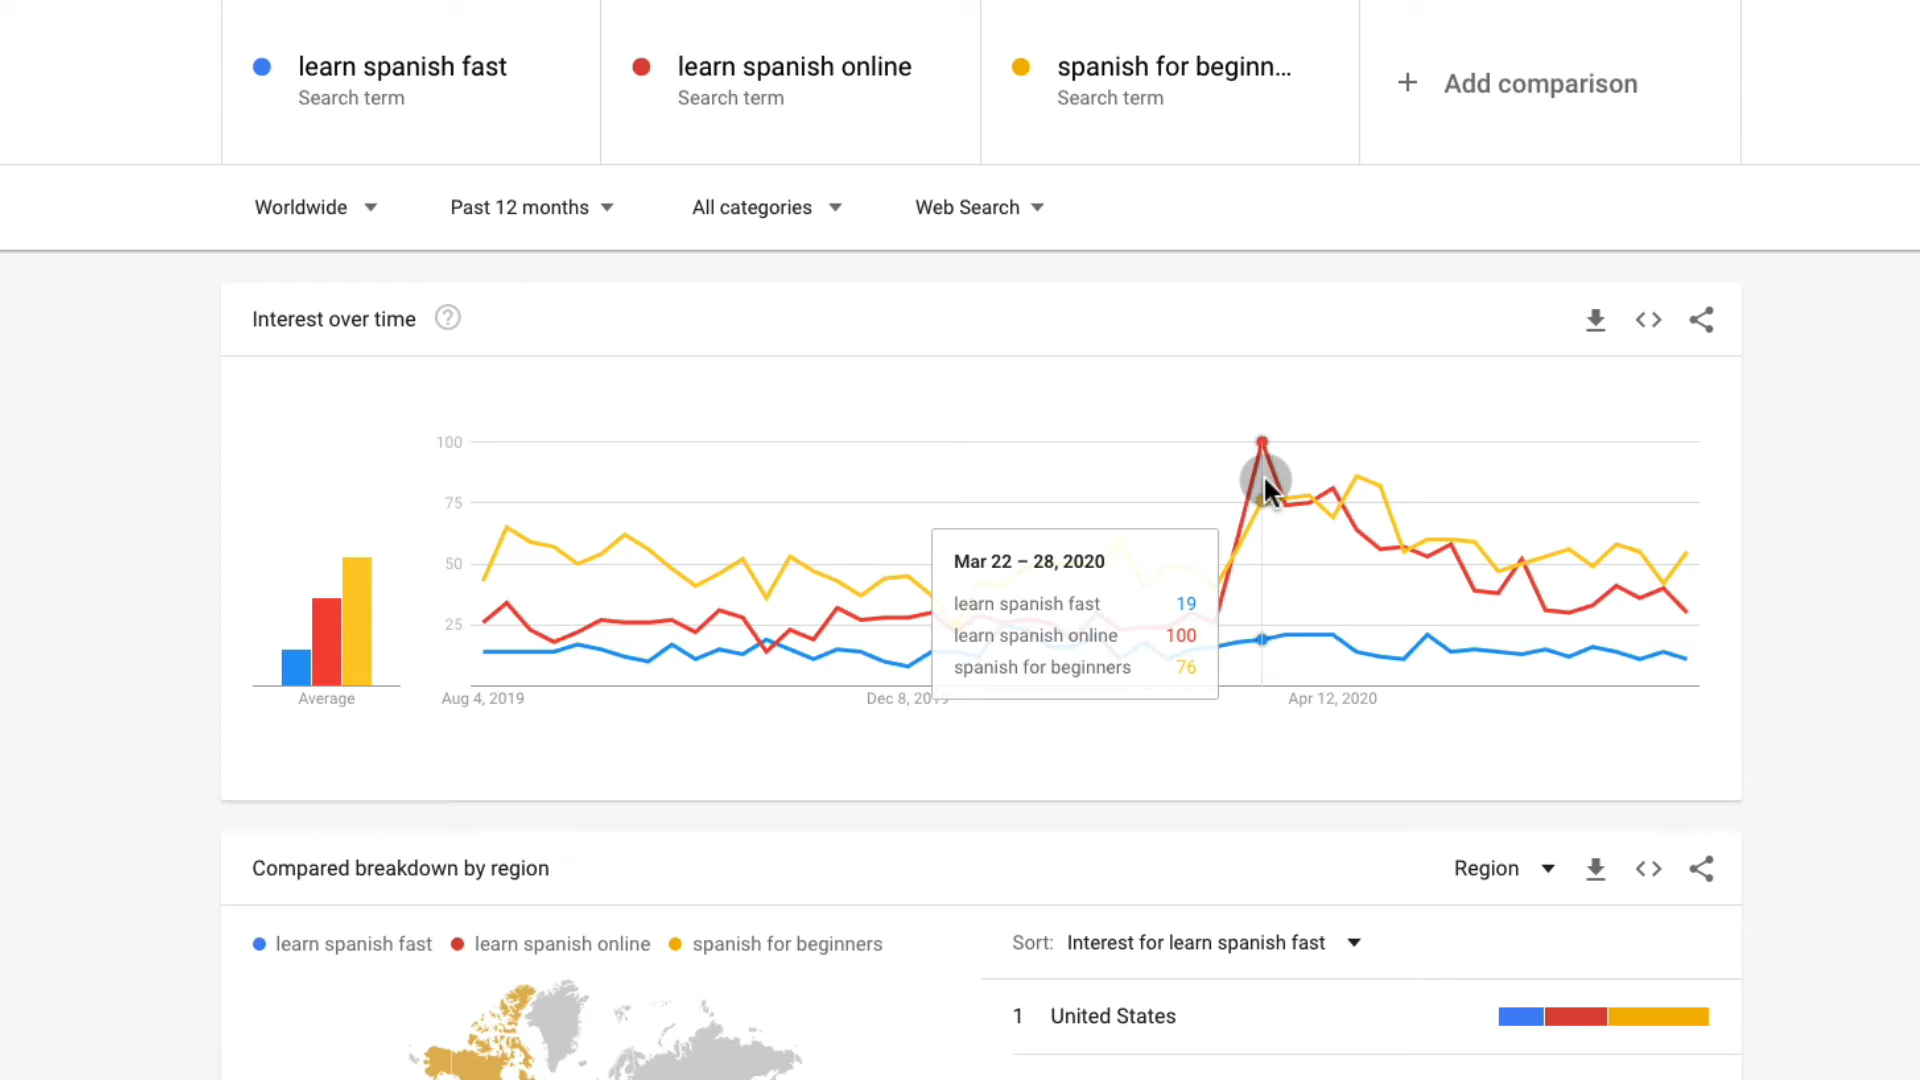 learn spanish fast
Search term
learn spanish online
Search term
spanish for beginn...
Search term
+ Add comparison
Worldwide
Past 12 months
All categories
Web Search
Interest over time ?
100
75
50
25
Average
Aug 4, 2019
Dec 8, 2019
Apr 12, 2020
Mar 22 – 28, 2020
learn spanish fast 19
learn spanish online 100
spanish for beginners 76
Compared breakdown by region
Region
learn spanish fast learn spanish online spanish for beginners
Sort: Interest for learn spanish fast
1 United States